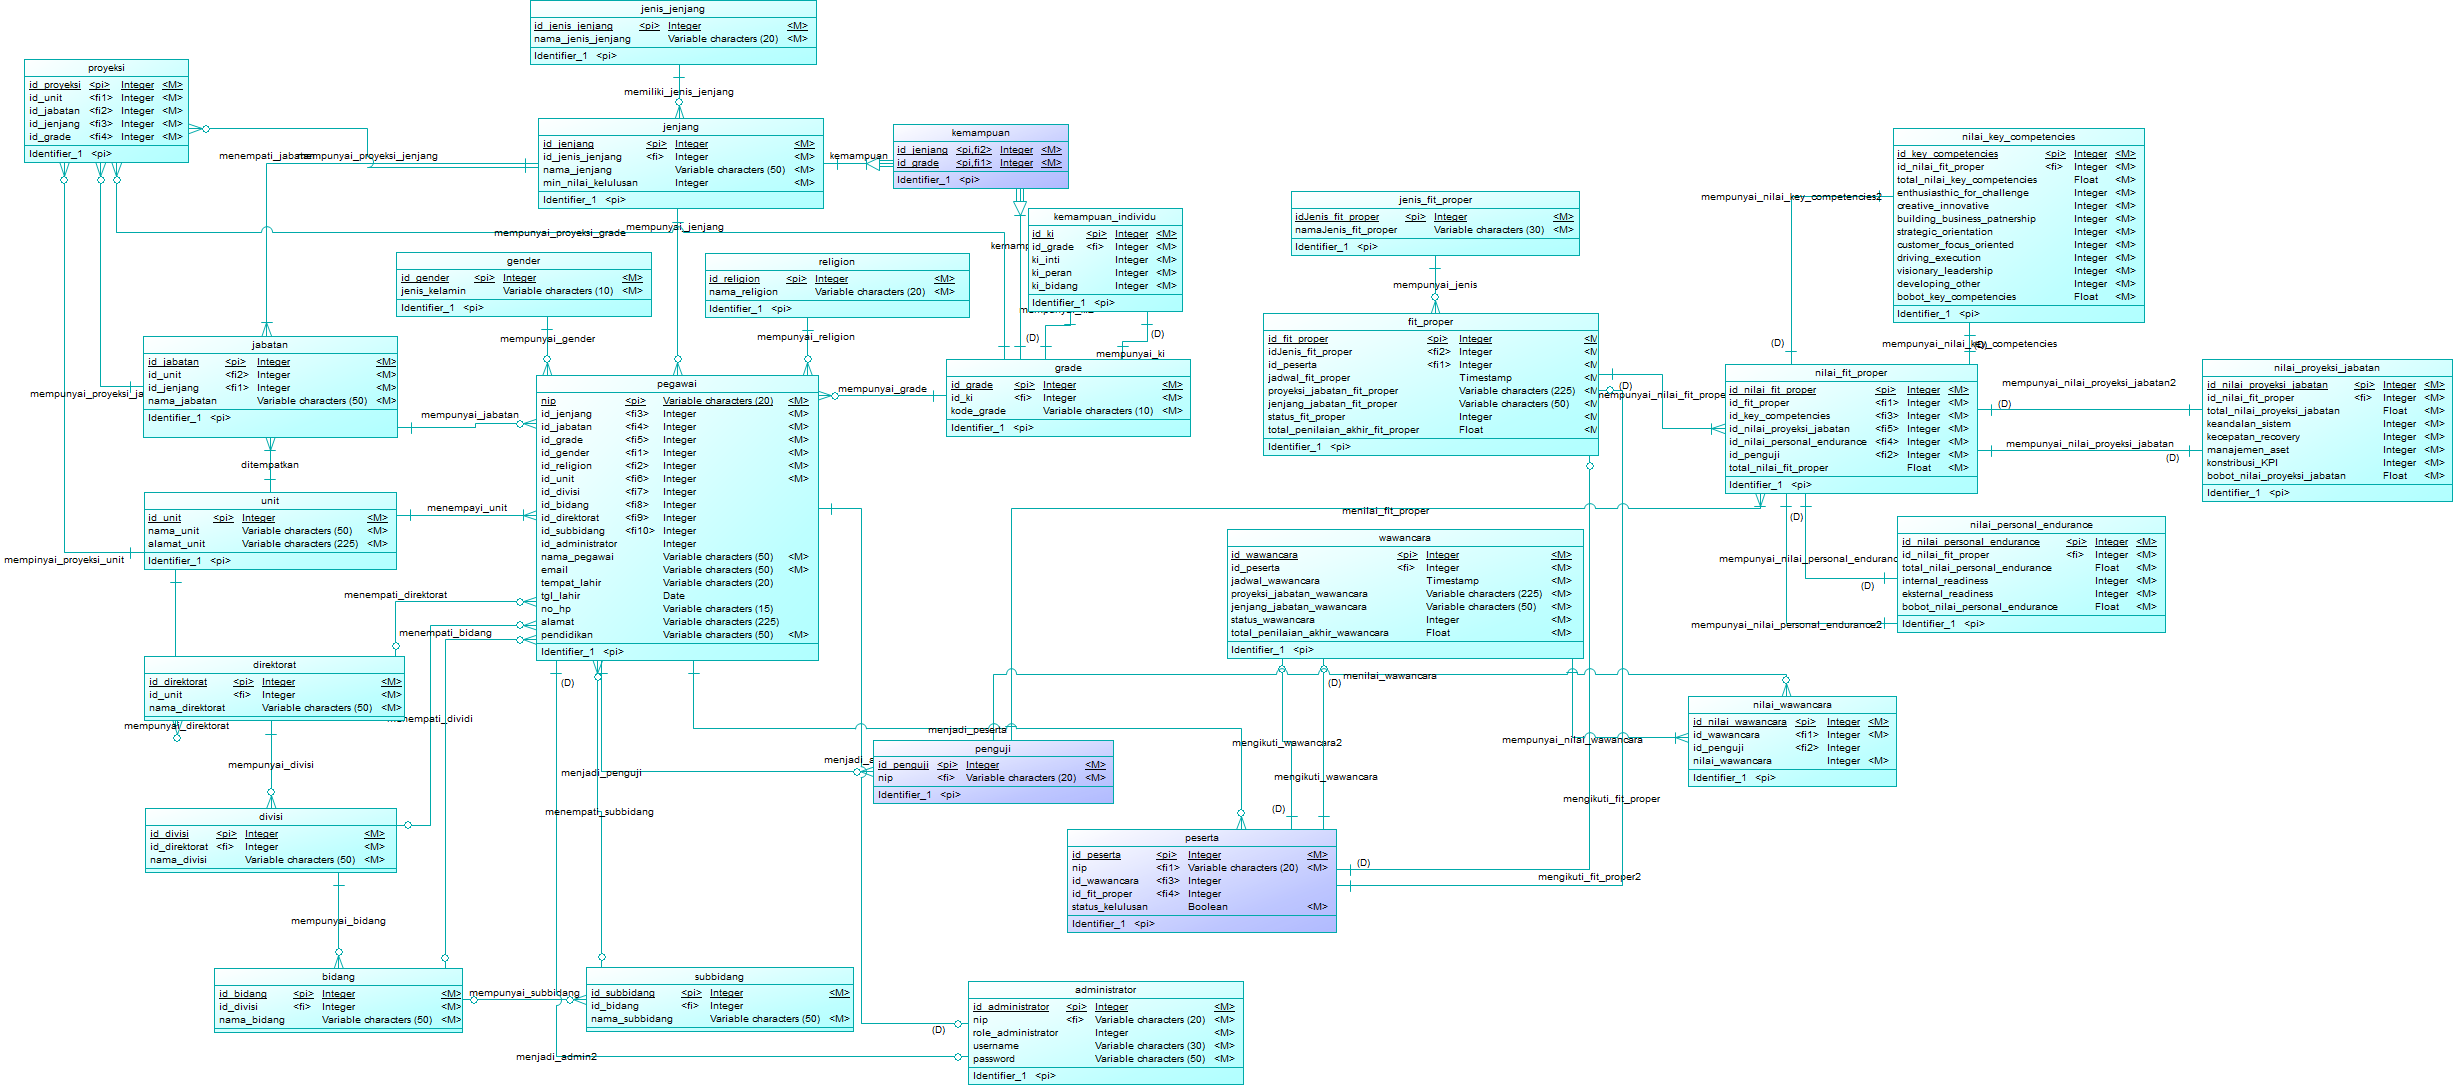 jenis_jenjang
id_jenis_jenjang <pi> Integer <M>
nama_jenis_jenjang Variable characters (20) <M>
Identifier_1 <pi>
memiliki_jenis_jenjang
proyeksi
id_proyeksi <pi> Integer <M>
id_unit <fi1> Integer <M>
id_jabatan <fi2> Integer <M>
id_jenjang <fi3> Integer <M>
id_grade <fi4> Integer <M>
Identifier_1 <pi>
menempati_jabatan
mempunyai_proyeksi_jenjang
jenjang
id_jenjang <pi> Integer <M>
id_jenis_jenjang <fi> Integer <M>
nama_jenjang Variable characters (50) <M>
min_nilai_kelulusan Integer <M>
Identifier_1 <pi>
kemampuan
kemampuan
id_jenjang <pi,fi2> Integer <M>
id_grade <pi,fi1> Integer <M>
Identifier_1 <pi>
mempunyai_proyeksi_grade
mempunyai_jenjang
kemampuan_individu
id_ki <pi> Integer <M>
id_grade <fi> Integer <M>
ki_inti Integer <M>
ki_peran Integer <M>
ki_bidang Integer <M>
Identifier_1 <pi>
(D)
(D)
mempunyai_ki
jenis_fit_proper
idJenis_fit_proper <pi> Integer <M>
namaJenis_fit_proper Variable characters (30) <M>
Identifier_1 <pi>
mempunyai_jenis
nilai_key_competencies
id_key_competencies <pi> Integer <M>
id_nilai_fit_proper <fi> Integer <M>
total_nilai_key_competencies Float <M>
enthusiasthic_for_challenge Integer <M>
creative_innovative Integer <M>
building_business_patnership Integer <M>
strategic_orientation Integer <M>
customer_focus_oriented Integer <M>
driving_execution Integer <M>
visionary_leadership Integer <M>
developing_other Integer <M>
bobot_key_competencies Float <M>
Identifier_1 <pi>
mempunyai_nilai_key_competencies2
(D)
mempunyai_nilai_key_competencies
(D)
gender
id_gender <pi> Integer <M>
jenis_kelamin Variable characters (10) <M>
Identifier_1 <pi>
mempunyai_gender
religion
id_religion <pi> Integer <M>
nama_religion Variable characters (20) <M>
Identifier_1 <pi>
mempunyai_religion
jabatan
id_jabatan <pi> Integer <M>
id_unit <fi2> Integer <M>
id_jenjang <fi1> Integer <M>
nama_jabatan Variable characters (50) <M>
Identifier_1 <pi>
mempunyai_proyeksi_ja
mempunyai_jabatan
ditempatkan
pegawai
nip <pi> Variable characters (20) <M>
id_jenjang <fi3> Integer <M>
id_jabatan <fi4> Integer <M>
id_grade <fi5> Integer <M>
id_gender <fi1> Integer <M>
id_religion <fi2> Integer <M>
id_unit <fi6> Integer <M>
id_divisi <fi7> Integer
id_bidang <fi8> Integer
id_direktorat <fi9> Integer
id_subbidang <fi10> Integer
id_administrator Integer
nama_pegawai Variable characters (50) <M>
email Variable characters (50) <M>
tempat_lahir Variable characters (20)
tgl_lahir Date
no_hp Variable characters (15)
alamat Variable characters (225)
pendidikan Variable characters (50) <M>
Identifier_1 <pi>
mempunyai_grade
grade
id_grade <pi> Integer <M>
id_ki <fi> Integer <M>
kode_grade Variable characters (10) <M>
Identifier_1 <pi>
fit_proper
id_fit_proper <pi> Integer <M
idJenis_fit_proper <fi2> Integer <M
id_peserta <fi1> Integer <M
jadwal_fit_proper Timestamp <M
proyeksi_jabatan_fit_proper Variable characters (225) <M
jenjang_jabatan_fit_proper Variable characters (50) <M
status_fit_proper Integer <M
total_penilaian_akhir_fit_proper Float <M
Identifier_1 <pi>
(D)
mempunyai_nilai_fit_prope
nilai_fit_proper
id_nilai_fit_proper <pi> Integer <M>
id_fit_proper <fi1> Integer <M>
id_key_competencies <fi3> Integer <M>
id_nilai_proyeksi_jabatan <fi5> Integer <M>
id_nilai_personal_endurance <fi4> Integer <M>
id_penguji <fi2> Integer <M>
total_nilai_fit_proper Float <M>
Identifier_1 <pi>
mempunyai_nilai_proyeksi_jabatan2
(D)
mempunyai_nilai_proyeksi_jabatan
(D)
nilai_proyeksi_jabatan
id_nilai_proyeksi_jabatan <pi> Integer <M>
id_nilai_fit_proper <fi> Integer <M>
total_nilai_proyeksi_jabatan Float <M>
keandalan_sistem Integer <M>
kecepatan_recovery Integer <M>
manajemen_aset Integer <M>
konstribusi_KPI Integer <M>
bobot_nilai_proyeksi_jabatan Float <M>
Identifier_1 <pi>
unit
id_unit <pi> Integer <M>
nama_unit Variable characters (50) <M>
alamat_unit Variable characters (225) <M>
Identifier_1 <pi>
menempayi_unit
mempinyai_proyeksi_unit
menilai_fit_proper
(D)
wawancara
id_wawancara <pi> Integer <M>
id_peserta <fi> Integer <M>
jadwal_wawancara Timestamp <M>
proyeksi_jabatan_wawancara Variable characters (225) <M>
jenjang_jabatan_wawancara Variable characters (50) <M>
status_wawancara Integer <M>
total_penilaian_akhir_wawancara Float <M>
Identifier_1 <pi>
nilai_personal_endurance
id_nilai_personal_endurance <pi> Integer <M>
id_nilai_fit_proper <fi> Integer <M>
total_nilai_personal_endurance Float <M>
internal_readiness Integer <M>
eksternal_readiness Integer <M>
bobot_nilai_personal_endurance Float <M>
Identifier_1 <pi>
mempunyai_nilai_personal_enduranc
(D)
mempunyai_nilai_personal_endurance2
menempati_direktorat
menempati_bidang
direktorat
id_direktorat <pi> Integer <M>
id_unit <fi> Integer <M>
nama_direktorat Variable characters (50) <M>
mempunyai_direktorat
menempati_dividi
mempunyai_divisi
(D)
menilai_wawancara
(D)
menjadi_peserta
mengikuti_wawancara2
mengikuti_wawancara
mempunyai_nilai_wawancara
nilai_wawancara
id_nilai_wawancara <pi> Integer <M>
id_wawancara <fi1> Integer <M>
id_penguji <fi2> Integer
nilai_wawancara Integer <M>
Identifier_1 <pi>
penguji
id_penguji <pi> Integer <M>
nip <fi> Variable characters (20) <M>
Identifier_1 <pi>
menjadi_a
menjadi_penguji
menempati_subbidang
mengikuti_fit_proper
(D)
divisi
id_divisi <pi> Integer <M>
id_direktorat <fi> Integer <M>
nama_divisi Variable characters (50) <M>
mempunyai_bidang
peserta
id_peserta <pi> Integer <M>
nip <fi1> Variable characters (20) <M>
id_wawancara <fi3> Integer
id_fit_proper <fi4> Integer
status_kelulusan Boolean <M>
Identifier_1 <pi>
(D)
mengikuti_fit_proper2
bidang
id_bidang <pi> Integer <M>
id_divisi <fi> Integer <M>
nama_bidang Variable characters (50) <M>
mempunyai_subbidang
subbidang
id_subbidang <pi> Integer <M>
id_bidang <fi> Integer <M>
nama_subbidang Variable characters (50) <M>
(D)
menjadi_admin2
administrator
id_administrator <pi> Integer <M>
nip <fi> Variable characters (20) <M>
role_administrator Integer <M>
username Variable characters (30) <M>
password Variable characters (50) <M>
Identifier_1 <pi>